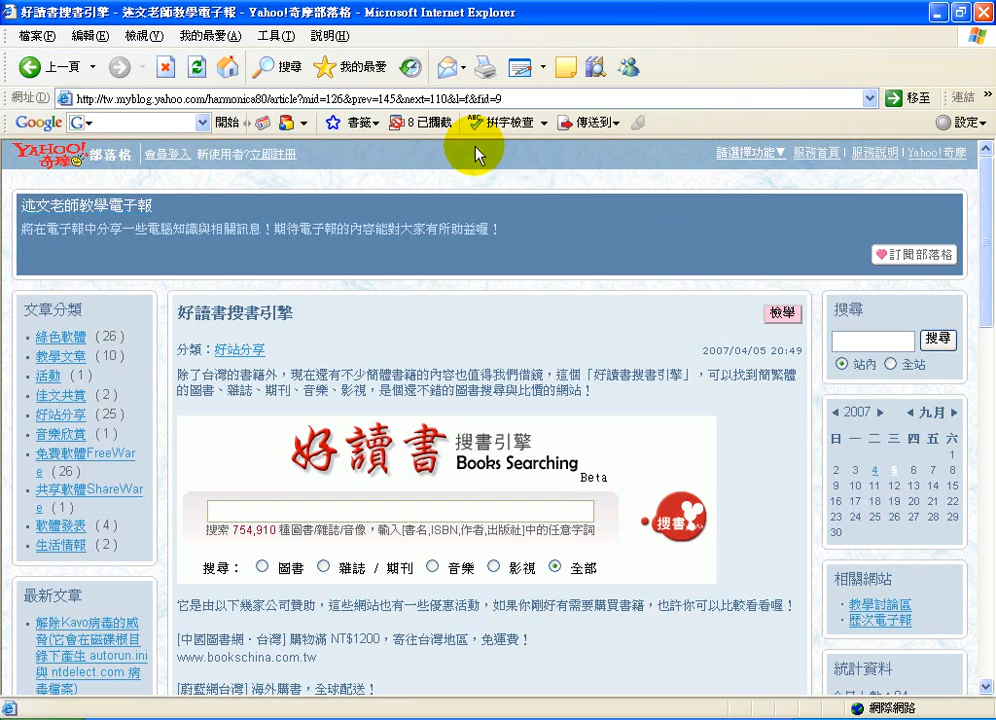 好讀書搜書引擎 - 迏文老師教學電子報 - Yahoo!奇摩部落格 - Microsoft Internet Explorer
檔案(F) 編輯(E) 檢視(V) 我的最愛(A) 工具(T) 說明(H)
上一頁 搜尋 我的最愛
網址(D) http://tw.myblog.yahoo.com/harmonica80/article?mid=126&prev=145&next=110&l=f&fid=9 移至 連結 »
Google G 開始 書籤 8 已攔截 ABC 拼字檢查 傳送到 設定
YAHOO! 奇摩 部落格 會員登入 新使用者?立即註冊 請選擇功能▼ 服務首頁 | 服務說明 | Yahoo!奇摩
迏文老師教學電子報
將在電子報中分享一些電腦知識與相關訊息！期待電子報的內容能對大家有所助益喔！
訂閱部落格
文章分類
綠色軟體 (26)
教學文章 (10)
活動 (1)
佳文共賞 (2)
好站分享 (25)
音樂欣賞 (1)
免費軟體FreeWar
e (26)
共享軟體ShareWar
e (1)
軟體發表 (4)
生活情報 (2)
最新文章
解除Kavo病毒的威
脅(它會在磁碟根目
錄下產生 autorun.ini
與 ntdelect.com 病
毒檔案)
好讀書搜書引擎 檢舉
分類：好站分享 2007/04/05 20:49
除了台灣的書籍外，現在還有不少簡體書籍的內容也值得我們借鏡，這個「好讀書搜書引擎」，可以找到簡繁體
的圖書、雜誌、期刊、音樂、影視，是個還不錯的圖書搜尋與比價的網站！
好讀書 搜書引擎
Books Searching
Beta
搜書
搜索 754,910 種圖書/雜誌/音像，輸入[書名,ISBN,作者,出版社]中的任意字詞
搜尋： 圖書 雜誌 / 期刊 音樂 影視 全部
它是由以下幾家公司贊助，這些網站也有一些優惠活動，如果你剛好有需要購買書籍，也許你可以比較看看喔！
[中國圖書網．台灣] 購物滿 NT$1200，寄往台灣地區，免運費！
www.bookschina.com.tw
[蔚藍網台灣] 海外購書，全球配送！
搜尋
搜尋
站內 全站
◀ 2007 ▶ ◀ 九月 ▶
日 一 二 三 四 五 六
1
2 3 4 5 6 7 8
9 10 11 12 13 14 15
16 17 18 19 20 21 22
23 24 25 26 27 28 29
30
相關網站
教學討論區
歷次電子報
統計資料
網際網路